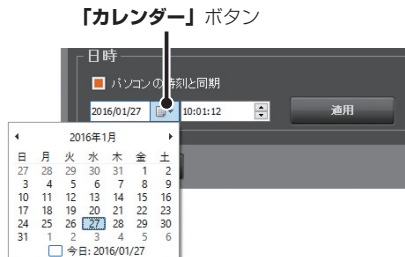 「カレンダー」ボタン
日時
パソコンの時刻と同期
2016/01/27 10:01:12 適用
2016年1月
日 月 火 水 木 金 土
27 28 29 30 31 1 2
3 4 5 6 7 8 9
10 11 12 13 14 15 16
17 18 19 20 21 22 23
24 25 26 27 28 29 30
31 1 2 3 4 5 6
今日: 2016/01/27